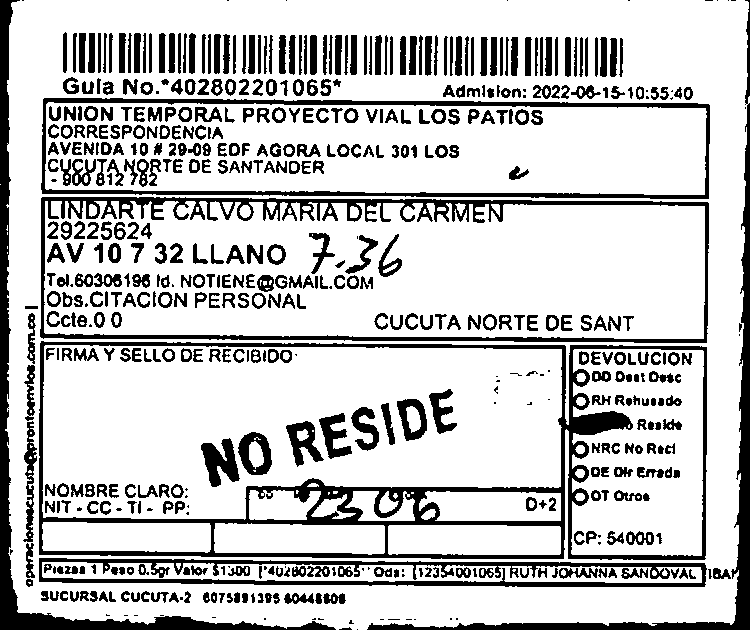 Guia No.*402802201065*
Admision: 2022-06-15-10:55:40
UNION TEMPORAL PROYECTO VIAL LOS PATIOS
CORRESPONDENCIA
AVENIDA 10 # 29-09 EDF AGORA LOCAL 301 LOS
CUCUTA NORTE DE SANTANDER
- 900 812 782
LINDARTE CALVO MARIA DEL CARMEN
29225624
AV 10 7 32 LLANO 7-36
Tel.60306196 Id. NOTIENE@GMAIL.COM
Obs.CITACION PERSONAL
Ccte.0 0 CUCUTA NORTE DE SANT
operacionescucuta@prontoenvios.com.co |
FIRMA Y SELLO DE RECIBIDO
NO RESIDE
NOMBRE CLARO:
NIT - CC - TI - PP:
23 06
D+2
DEVOLUCION
DD Dest Desc
RH Rehusado
Reside
NRC No Recl
DE Dir Errada
OT Otros
CP: 540001
Piezas 1 Peso 0.5gr Valor $1300 [*402802201065* Ods: [12354001065] RUTH JOHANNA SANDOVAL
SUCURSAL CUCUTA-2 6075891395 60448606